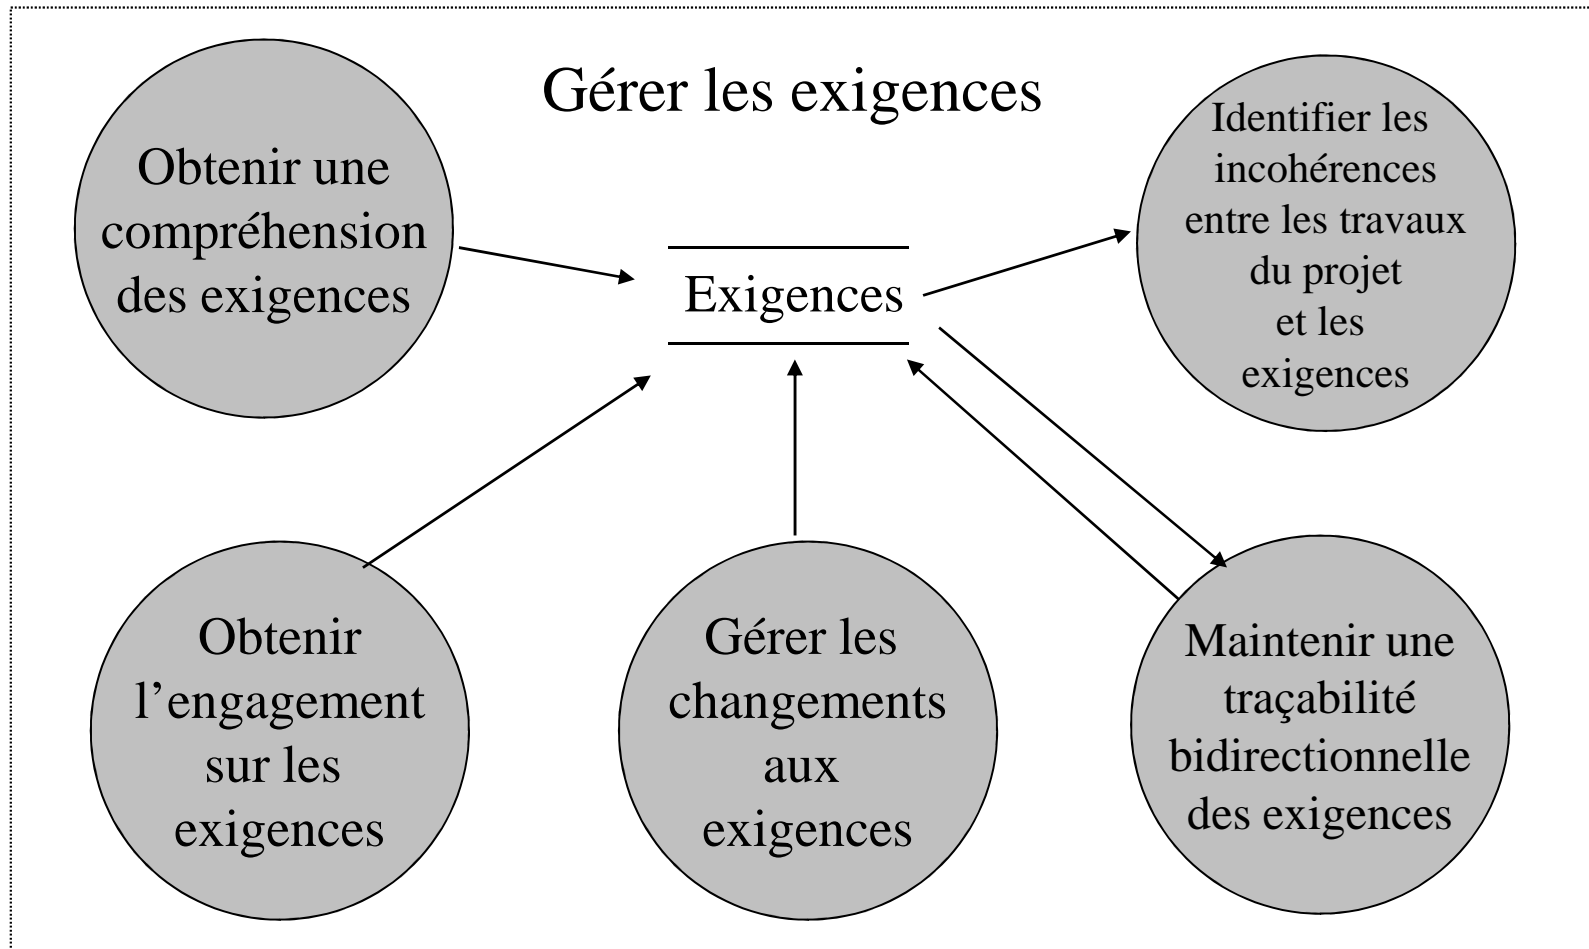 Gérer les exigences
Obtenir une
compréhension
des exigences
Exigences
Identifier les
incohérences
entre les travaux
du projet
et les
exigences
Obtenir
l’engagement
sur les
exigences
Gérer les
changements
aux
exigences
Maintenir une
traçabilité
bidirectionnelle
des exigences